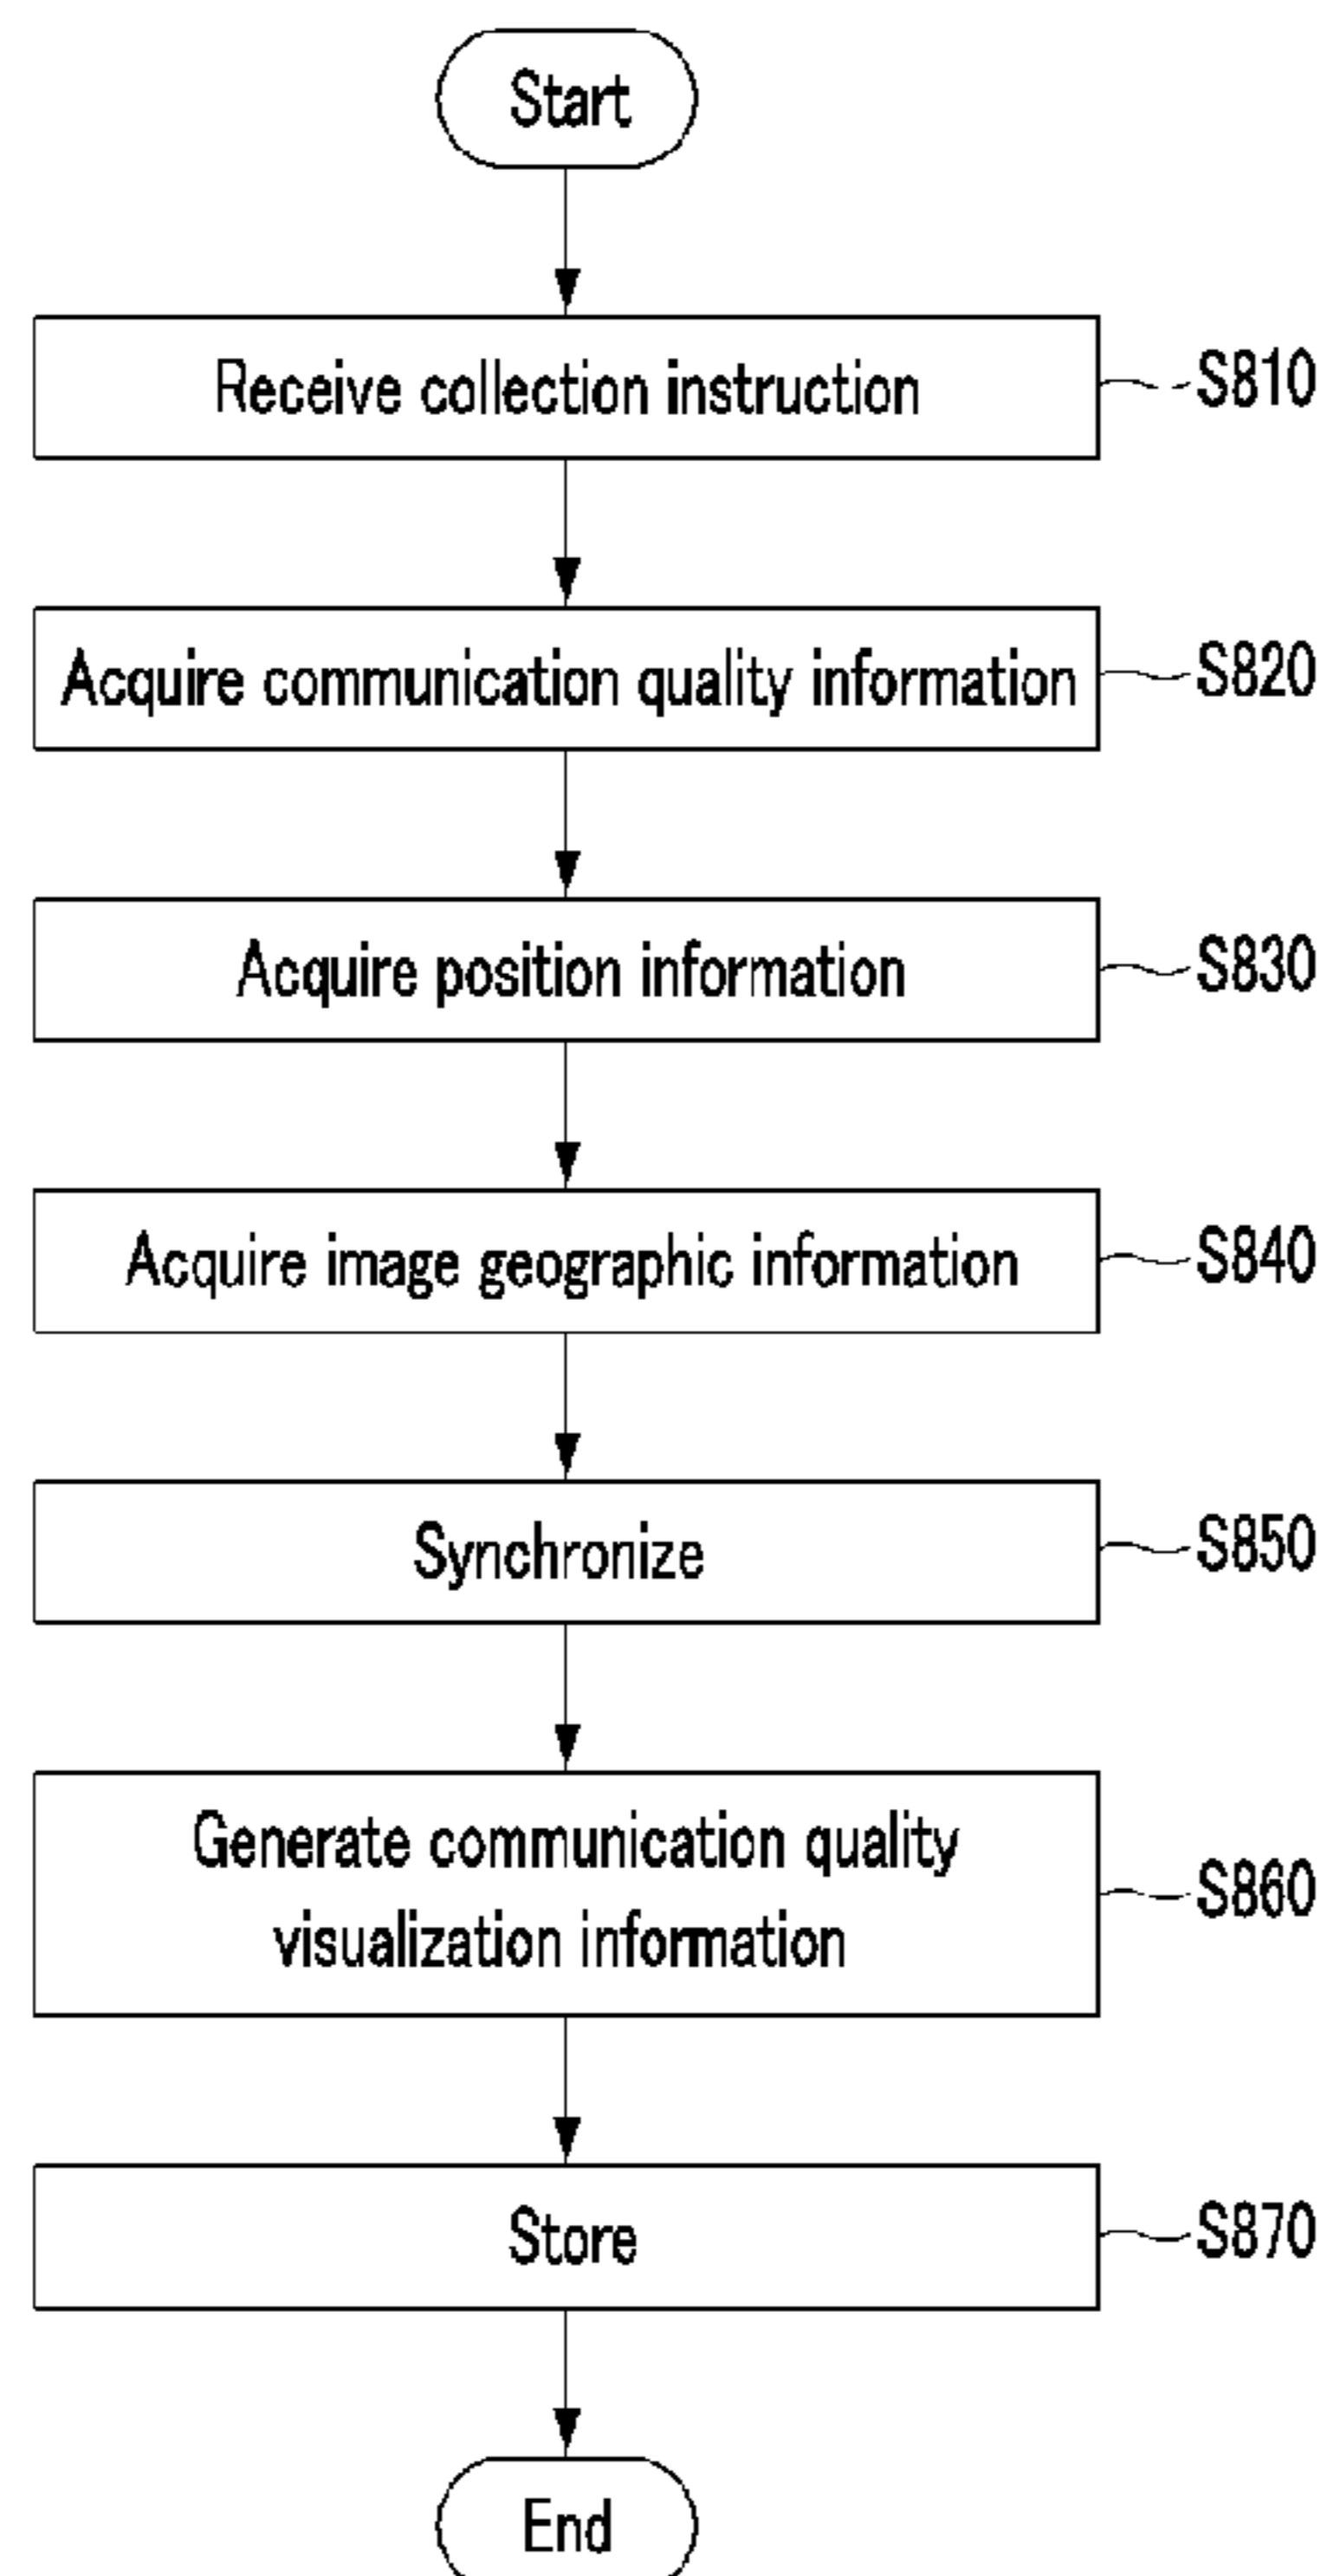 Start
Receive collection instruction
S810
Acquire communication quality information
S820
Acquire position information
S830
Acquire image geographic information
S840
Synchronize
S850
Generate communication quality
visualization information
S860
Store
S870
End